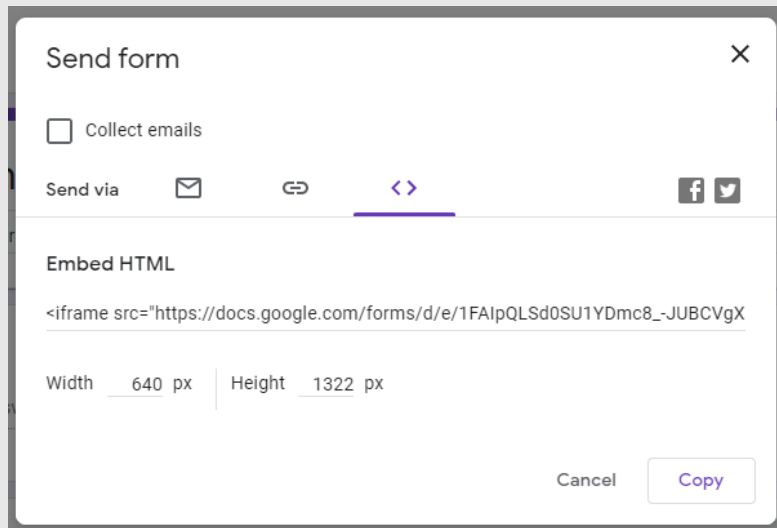 Send form
Collect emails
Send via
Embed HTML
<iframe src="https://docs.google.com/forms/d/e/1FAIpQLSd0SU1YDmc8_-JUBCVgX
Width 640 px Height 1322 px
Cancel Copy